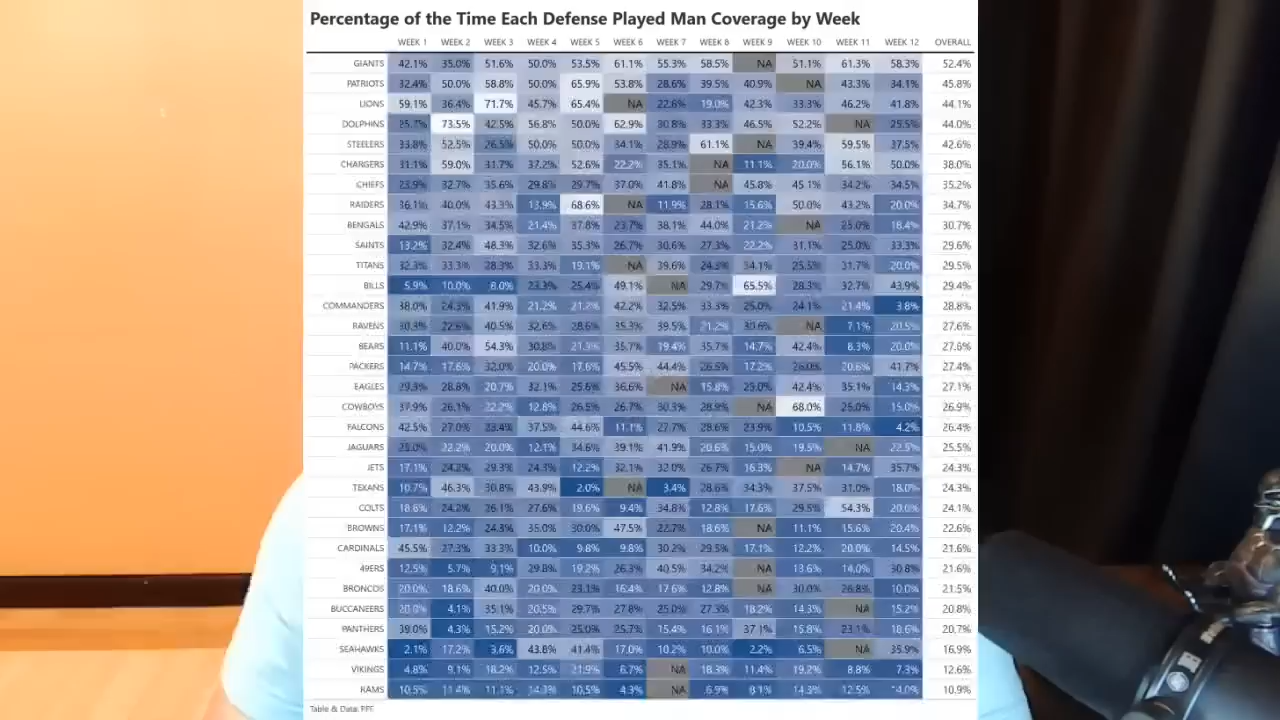 Percentage of the Time Each Defense Played Man Coverage by Week
WEEK 1 WEEK 2 WEEK 3 WEEK 4 WEEK 5 WEEK 6 WEEK 7 WEEK 8 WEEK 9 WEEK 10 WEEK 11 WEEK 12 OVERALL
GIANTS 42.1% 35.0% 51.6% 50.0% 53.5% 61.1% 55.3% 58.5% NA 51.1% 61.3% 58.3% 52.4%
PATRIOTS 32.4% 50.0% 58.8% 50.0% 65.9% 53.8% 28.6% 39.5% 40.9% NA 43.3% 34.1% 45.8%
LIONS 59.1% 36.4% 71.7% 45.7% 65.4% NA 22.6% 19.0% 42.3% 33.3% 46.2% 41.8% 44.1%
DOLPHINS 25.7% 73.5% 42.5% 56.8% 50.0% 62.9% 30.8% 33.3% 46.5% 52.2% NA 25.5% 44.0%
STEELERS 33.8% 52.5% 26.5% 50.0% 50.0% 34.1% 28.9% 61.1% NA 39.4% 59.5% 37.5% 42.6%
CHARGERS 31.1% 59.0% 31.7% 37.2% 52.6% 22.2% 35.1% NA 11.1% 20.0% 56.1% 50.0% 38.0%
CHIEFS 23.9% 32.7% 35.6% 29.8% 29.7% 37.0% 41.8% NA 45.8% 45.1% 34.2% 34.5% 35.2%
RAIDERS 36.1% 40.0% 43.3% 13.9% 68.6% NA 11.9% 28.1% 15.6% 50.0% 43.2% 20.0% 34.7%
BENGALS 42.9% 37.1% 34.5% 21.4% 37.8% 23.7% 38.1% 44.0% 21.2% NA 25.0% 18.4% 30.7%
SAINTS 13.2% 32.4% 48.3% 32.6% 35.3% 26.7% 30.6% 27.3% 22.2% 31.1% 25.0% 33.3% 29.6%
TITANS 32.3% 33.3% 28.3% 33.3% 19.1% NA 39.6% 24.3% 34.1% 25.5% 31.7% 20.0% 29.5%
BILLS 5.9% 10.0% 8.0% 23.3% 25.4% 49.1% NA 29.7% 65.5% 28.3% 32.7% 43.9% 29.4%
COMMANDERS 38.0% 24.3% 41.9% 21.2% 21.2% 42.2% 32.5% 33.3% 25.0% 24.1% 21.4% 3.8% 28.8%
RAVENS 30.3% 22.6% 40.5% 32.6% 28.6% 35.3% 39.5% 21.2% 30.6% NA 7.1% 20.5% 27.6%
BEARS 11.1% 40.0% 54.3% 30.8% 21.3% 35.7% 19.4% 35.7% 14.7% 42.4% 8.3% 20.0% 27.6%
PACKERS 14.7% 17.6% 32.0% 20.0% 17.6% 45.5% 44.4% 26.5% 17.2% 26.0% 20.6% 41.7% 27.4%
EAGLES 29.3% 28.8% 20.7% 32.1% 25.6% 36.6% NA 15.8% 25.0% 42.4% 35.1% 14.3% 27.1%
COWBOYS 37.9% 26.1% 22.2% 12.8% 26.5% 26.7% 30.3% 28.9% NA 68.0% 25.0% 15.0% 26.9%
FALCONS 42.5% 27.0% 23.4% 37.5% 44.6% 11.1% 27.7% 28.6% 23.9% 10.5% 11.8% 4.2% 26.4%
JAGUARS 25.0% 22.2% 20.0% 12.1% 34.6% 39.1% 41.9% 20.6% 15.0% 19.5% NA 22.5% 25.5%
JETS 17.1% 24.2% 29.3% 24.3% 12.2% 32.1% 32.0% 26.7% 16.3% NA 14.7% 35.7% 24.3%
TEXANS 10.7% 46.3% 30.8% 43.9% 2.0% NA 3.4% 28.6% 34.3% 37.5% 31.0% 18.0% 24.3%
COLTS 18.6% 24.2% 26.1% 27.6% 19.6% 9.4% 34.8% 12.8% 17.6% 29.5% 54.3% 20.0% 24.1%
BROWNS 17.1% 12.2% 24.3% 35.0% 30.0% 47.5% 22.7% 18.6% NA 11.1% 15.6% 20.4% 22.6%
CARDINALS 45.5% 27.3% 33.3% 10.0% 9.8% 9.8% 30.2% 29.5% 17.1% 12.2% 20.0% 14.5% 21.6%
49ERS 12.5% 5.7% 9.1% 29.8% 19.2% 26.3% 40.5% 34.2% NA 13.6% 14.0% 30.8% 21.6%
BRONCOS 20.0% 18.6% 40.0% 20.0% 23.1% 16.4% 17.6% 12.8% NA 30.0% 26.8% 10.0% 21.5%
BUCCANEERS 20.0% 4.1% 35.1% 20.5% 29.7% 27.8% 25.0% 27.3% 18.2% 14.3% NA 15.2% 20.8%
PANTHERS 39.0% 4.3% 15.2% 20.0% 25.0% 25.7% 15.4% 16.1% 37.1% 15.8% 23.1% 18.6% 20.7%
SEAHAWKS 2.1% 17.2% 3.6% 43.8% 41.4% 17.0% 10.2% 10.0% 2.2% 6.5% NA 35.9% 16.9%
VIKINGS 4.8% 9.1% 18.2% 12.5% 21.9% 6.7% NA 18.3% 11.4% 19.2% 8.8% 7.3% 12.6%
RAMS 10.5% 11.4% 11.1% 14.3% 10.5% 4.3% NA 6.9% 8.1% 14.3% 12.5% 14.0% 10.9%
Table & Data: PFF